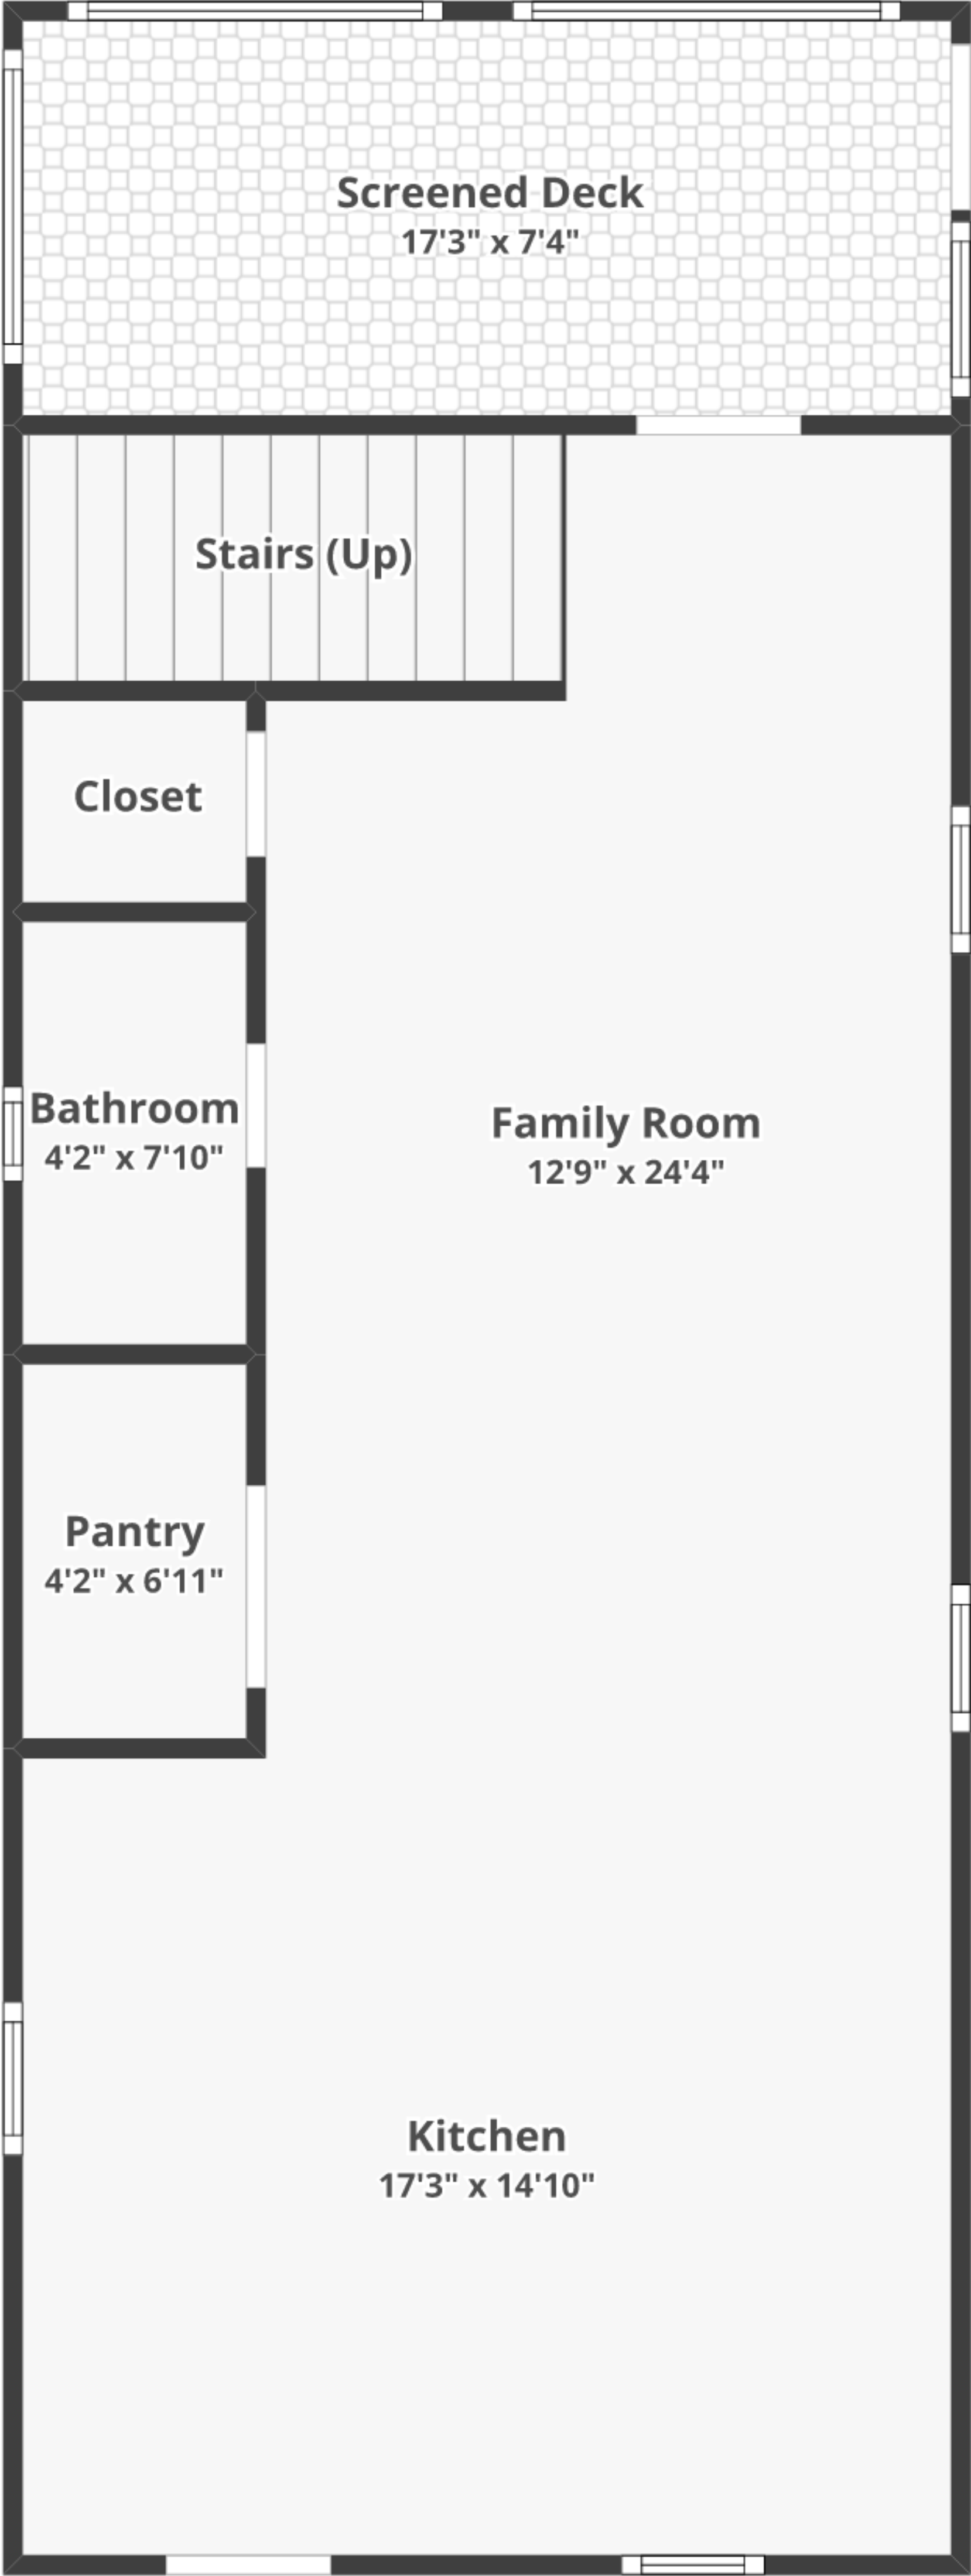 Screened Deck
17'3" x 7'4"
Stairs (Up)
Closet
Bathroom
4'2" x 7'10"
Family Room
12'9" x 24'4"
Pantry
4'2" x 6'11"
Kitchen
17'3" x 14'10"